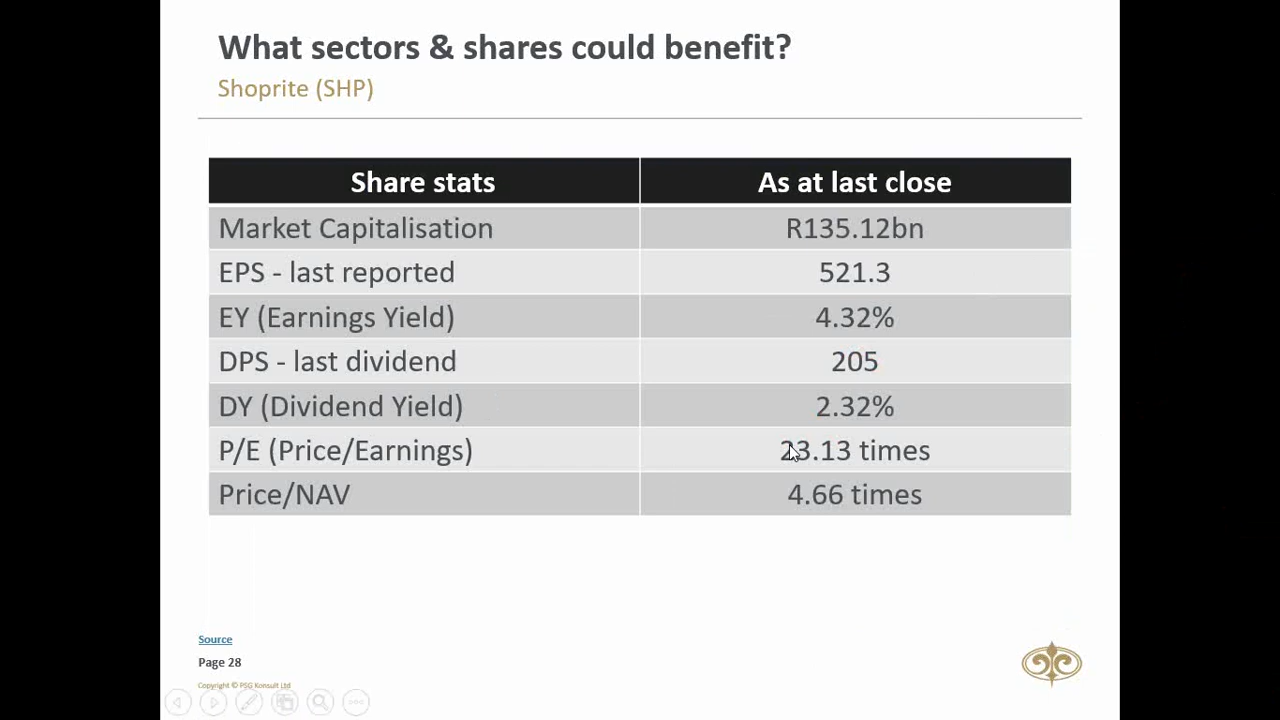 What sectors & shares could benefit?
Shoprite (SHP)
Share stats As at last close
Market Capitalisation R135.12bn
EPS - last reported 521.3
EY (Earnings Yield) 4.32%
DPS - last dividend 205
DY (Dividend Yield) 2.32%
P/E (Price/Earnings) 23.13 times
Price/NAV 4.66 times
Source
Page 28
Copyright © PSG Konsult Ltd